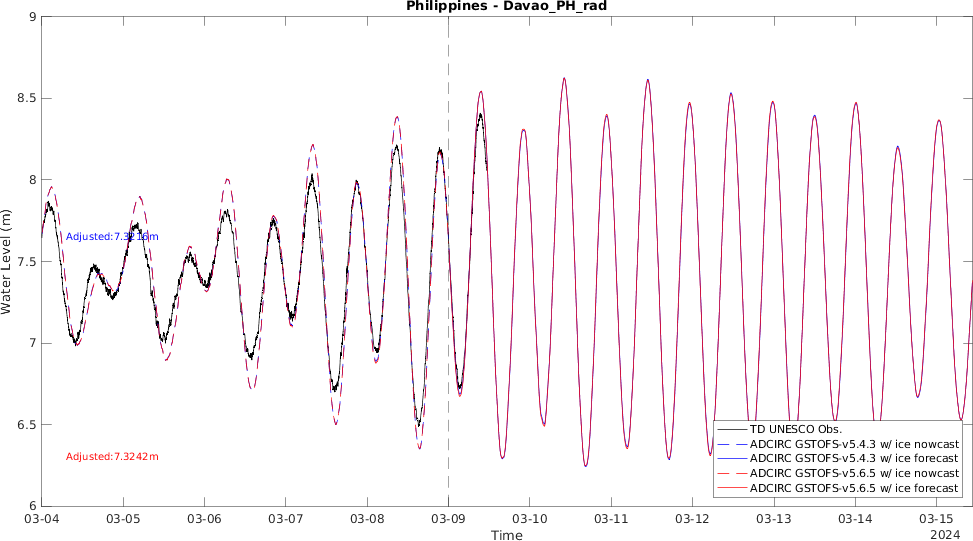 Philippines - Davao_PH_rad
Water Level (m)
9
8.5
8
7.5
7
6.5
6
Adjusted:7.3216m
Adjusted:7.3242m
TD UNESCO Obs.
ADCIRC GSTOFS-v5.4.3 w/ ice nowcast
ADCIRC GSTOFS-v5.4.3 w/ ice forecast
ADCIRC GSTOFS-v5.6.5 w/ ice nowcast
ADCIRC GSTOFS-v5.6.5 w/ ice forecast
03-04 03-05 03-06 03-07 03-08 03-09 03-10 03-11 03-12 03-13 03-14 03-15
Time
2024